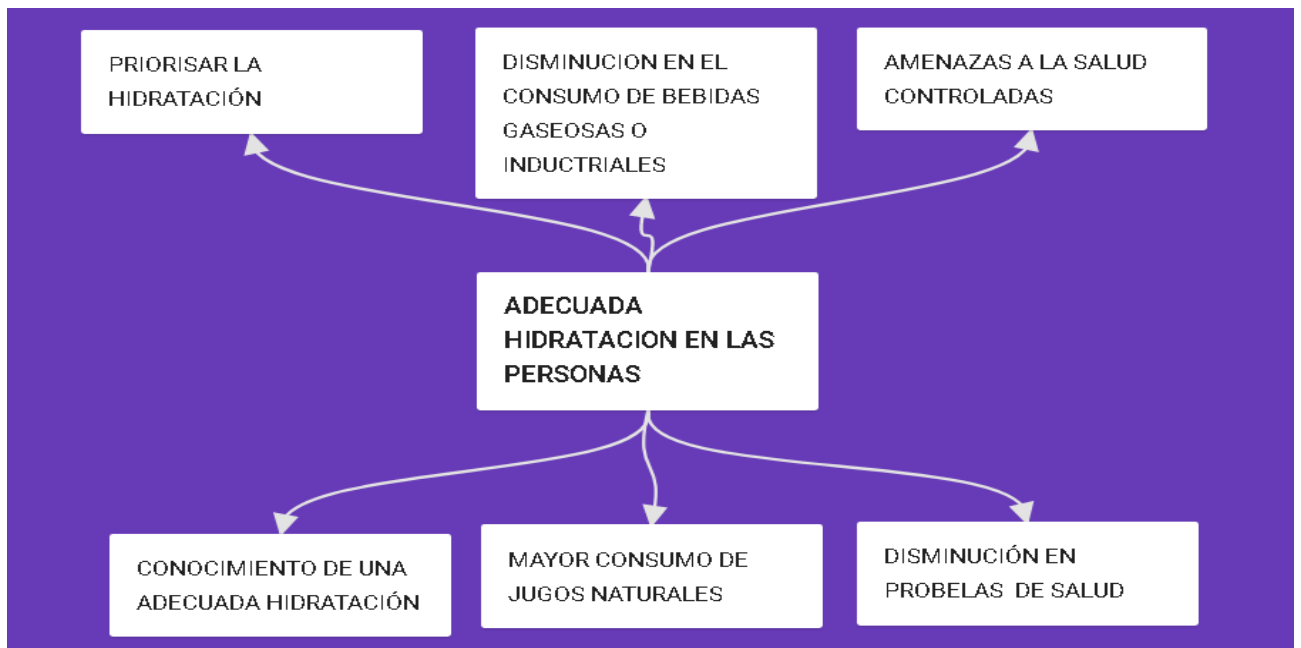 PRIORISAR LA
HIDRATACIÓN
DISMINUCION EN EL
CONSUMO DE BEBIDAS
GASEOSAS O
INDUCTRIALES
AMENAZAS A LA SALUD
CONTROLADAS
ADECUADA
HIDRATACION EN LAS
PERSONAS
CONOCIMIENTO DE UNA
ADECUADA HIDRATACIÓN
MAYOR CONSUMO DE
JUGOS NATURALES
DISMINUCIÓN EN
PROBELAS DE SALUD